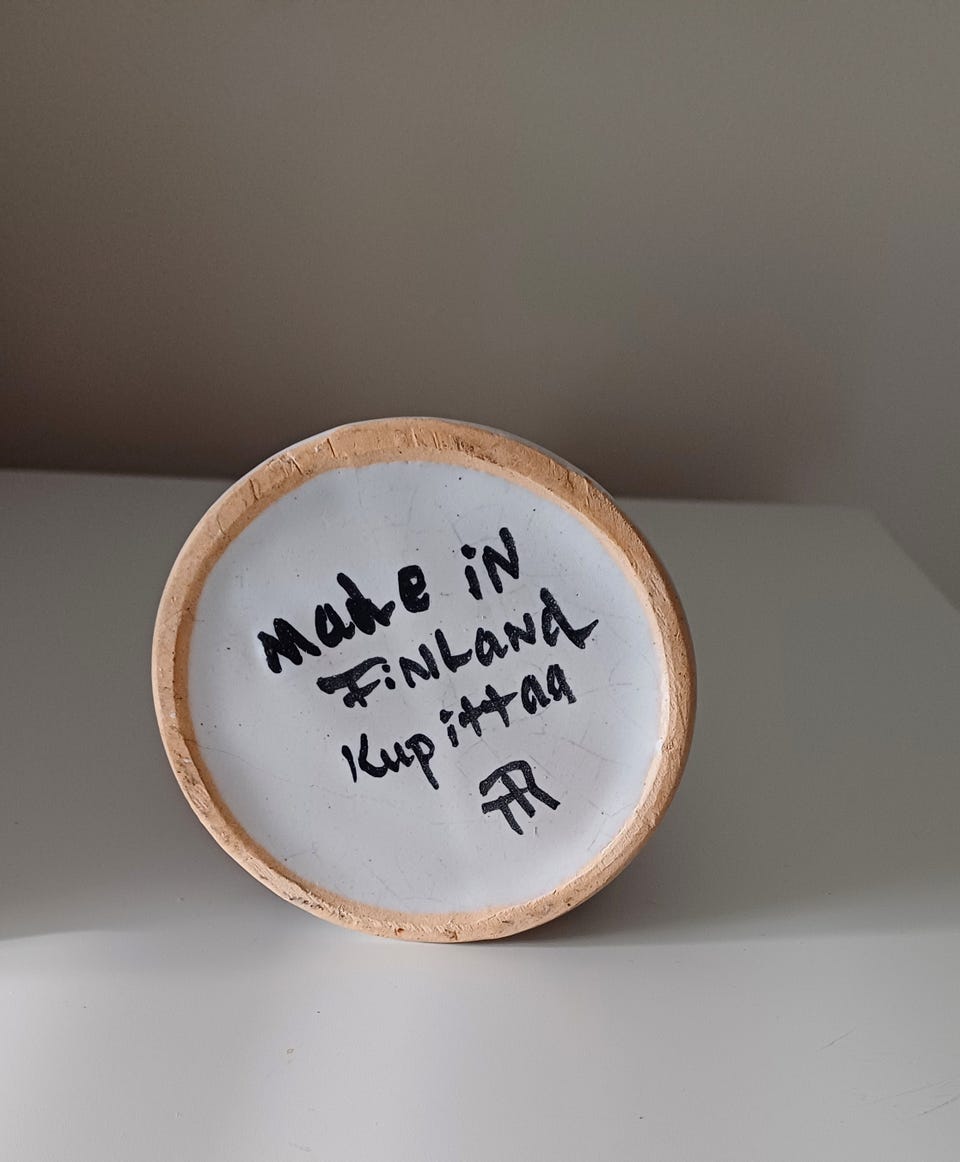 made in
Finland
Kupittaa